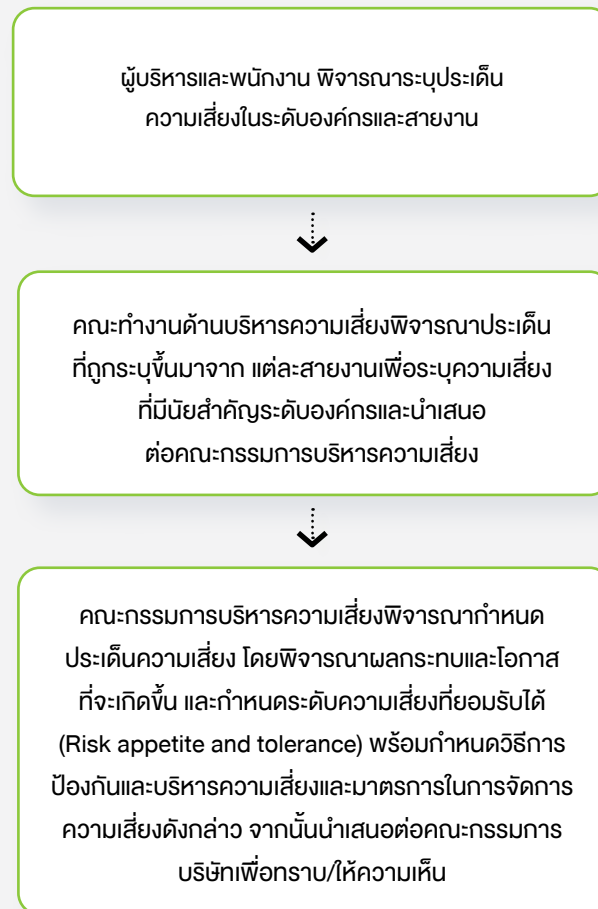 ผู้บริหารและพนักงาน พิจารณาระบุประเด็น
ความเสี่ยงในระดับองค์กรและสายงาน
คณะทำงานด้านบริหารความเสี่ยงพิจารณาประเด็น
ที่ถูกระบุขึ้นมาจาก แต่ละสายงานเพื่อระบุความเสี่ยง
ที่มีนัยสำคัญระดับองค์กรและนำเสนอ
ต่อคณะกรรมการบริหารความเสี่ยง
คณะกรรมการบริหารความเสี่ยงพิจารณากำหนด
ประเด็นความเสี่ยง โดยพิจารณาผลกระทบและโอกาส
ที่จะเกิดขึ้น และกำหนดระดับความเสี่ยงที่ยอมรับได้
(Risk appetite and tolerance) พร้อมกำหนดวิธีการ
ป้องกันและบริหารความเสี่ยงและมาตรการในการจัดการ
ความเสี่ยงดังกล่าว จากนั้นนำเสนอต่อคณะกรรมการ
บริษัทเพื่อทราบ/ให้ความเห็น